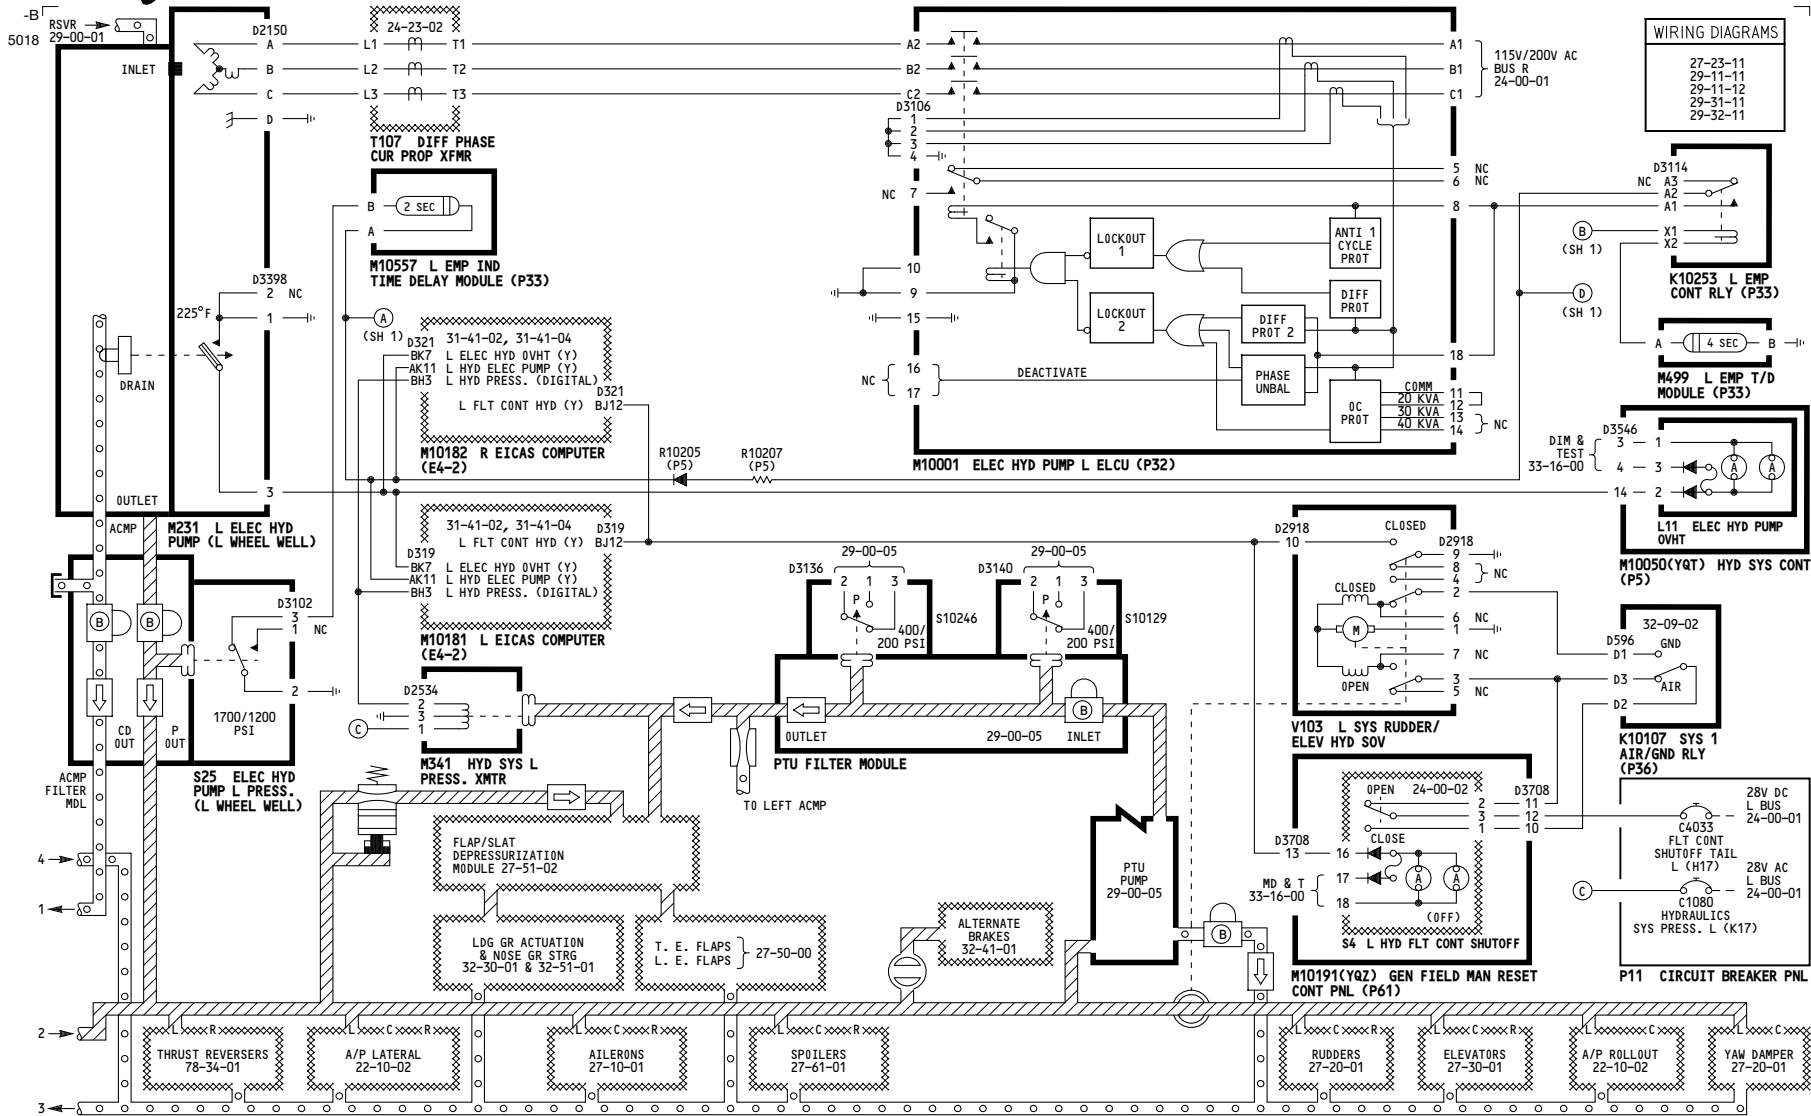 -B
5018
RSVR
29-00-01
INLET
D2150
A
B
C
D
L1
L2
L3
24-23-02
T1
T2
T3
T107 DIFF PHASE
CUR PROP XFMR
B
A
2 SEC
M10557 L EMP IND
TIME DELAY MODULE (P33)
D3398
2 NC
225°F
1
A
(SH 1)
DRAIN
31-41-02, 31-41-04
D321
BK7 L ELEC HYD OVHT (Y)
AK11 L HYD ELEC PUMP (Y)
BH3 L HYD PRESS. (DIGITAL)
D321
L FLT CONT HYD (Y) BJ12
M10182 R EICAS COMPUTER
(E4-2)
R10205
(P5)
R10207
(P5)
OUTLET
3
ACMP
M231 L ELEC HYD
PUMP (L WHEEL WELL)
31-41-02, 31-41-04
D319
L FLT CONT HYD (Y) BJ12
D319
BK7 L ELEC HYD OVHT (Y)
AK11 L HYD ELEC PUMP (Y)
BH3 L HYD PRESS. (DIGITAL)
M10181 L EICAS COMPUTER
(E4-2)
B
B
D3102
3
1 NC
2
1700/1200
PSI
CD
OUT
P
OUT
ACMP
FILTER
MDL
S25 ELEC HYD
PUMP L PRESS.
(L WHEEL WELL)
D2534
2
3
1
C
M341 HYD SYS L
PRESS. XMTR
29-00-05
D3136
2 1 3
P
S10246
400/
200 PSI
29-00-05
D3140
2 1 3
P
S10129
400/
200 PSI
OUTLET
29-00-05
INLET
B
PTU FILTER MODULE
TO LEFT ACMP
FLAP/SLAT
DEPRESSURIZATION
MODULE 27-51-02
LDG GR ACTUATION
& NOSE GR STRG
32-30-01 & 32-51-01
T. E. FLAPS
L. E. FLAPS
27-50-00
ALTERNATE
BRAKES
32-41-01
PTU
PUMP
29-00-05
B
4
1
2
3
L R
THRUST REVERSERS
78-34-01
L C R
A/P LATERAL
22-10-02
L C R
AILERONS
27-10-01
L C R
SPOILERS
27-61-01
L C R
RUDDERS
27-20-01
L C R
ELEVATORS
27-30-01
L C
A/P ROLLOUT
22-10-02
L C
YAW DAMPER
27-20-01
A2
B2
C2
D3106
1
2
3
4
NC 7
10
9
15
NC
16
17
DEACTIVATE
LOCKOUT
1
LOCKOUT
2
ANTI 1
CYCLE
PROT
DIFF
PROT
DIFF
PROT 2
PHASE
UNBAL
OC
PROT
A1
B1
C1
115V/200V AC
BUS R
24-00-01
5 NC
6 NC
8
18
COMM 11
20 KVA 12
30 KVA 13
40 KVA 14
NC
M10001 ELEC HYD PUMP L ELCU (P32)
WIRING DIAGRAMS
27-23-11
29-11-11
29-11-12
29-31-11
29-32-11
D3114
NC A3
A2
A1
B
(SH 1)
X1
X2
K10253 L EMP
CONT RLY (P33)
D
(SH 1)
A
4 SEC
B
M499 L EMP T/D
MODULE (P33)
D3546
DIM &
TEST
33-16-00
3 1
4 3
14 2
A
A
L11 ELEC HYD PUMP
OVHT
M10050(YQT) HYD SYS CONT
(P5)
D2918
10
CLOSED
D2918
9
8
4
NC
2
CLOSED
6 NC
M
1
7 NC
3
OPEN
5 NC
V103 L SYS RUDDER/
ELEV HYD SOV
32-09-02
D596
D1
GND
D3
AIR
D2
K10107 SYS 1
AIR/GND RLY
(P36)
OPEN
24-00-02
D3708
2 11
3 12
1 10
CLOSE
D3708
13 16
MD & T
33-16-00
17
18
A
A
(OFF)
S4 L HYD FLT CONT SHUTOFF
M10191(YQZ) GEN FIELD MAN RESET
CONT PNL (P61)
28V DC
L BUS
24-00-01
C4033
FLT CONT
SHUTOFF TAIL
L (H17)
28V AC
L BUS
24-00-01
C
C1080
HYDRAULICS
SYS PRESS. L (K17)
P11 CIRCUIT BREAKER PNL